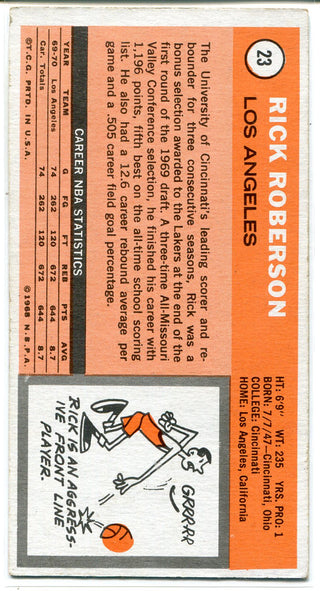 23
RICK ROBERSON
LOS ANGELES
HT: 6'9" WT: 235 YRS. PRO: 1
BORN: 7/7/47—Cincinnati, Ohio
COLLEGE: Cincinnati
HOME: Los Angeles, California
The University of Cincinnati's leading scorer and re-
bounder for three consecutive seasons, Rick was a
bonus selection awarded to the Lakers at the end of the
first round of the 1969 draft. A three-time All-Missouri
Valley Conference selection, he finished his career with
1,196 points, fifth best on the all-time school scoring
list. He also had a 12.6 career rebound average per
game and a .505 career field goal percentage.
CAREER NBA STATISTICS
YEAR TEAM G FG FT REB PTS AVG
69-70 Los Angeles 74 262 120 672 644 8.7
Car. Totals 74 262 120 672 644 8.7
©T.C.G. PRTD. IN U.S.A. ©1968 N.B.P.A.
GRRR-RR
RICK IS AN AGGRESS-
IVE FRONT LINE
PLAYER.